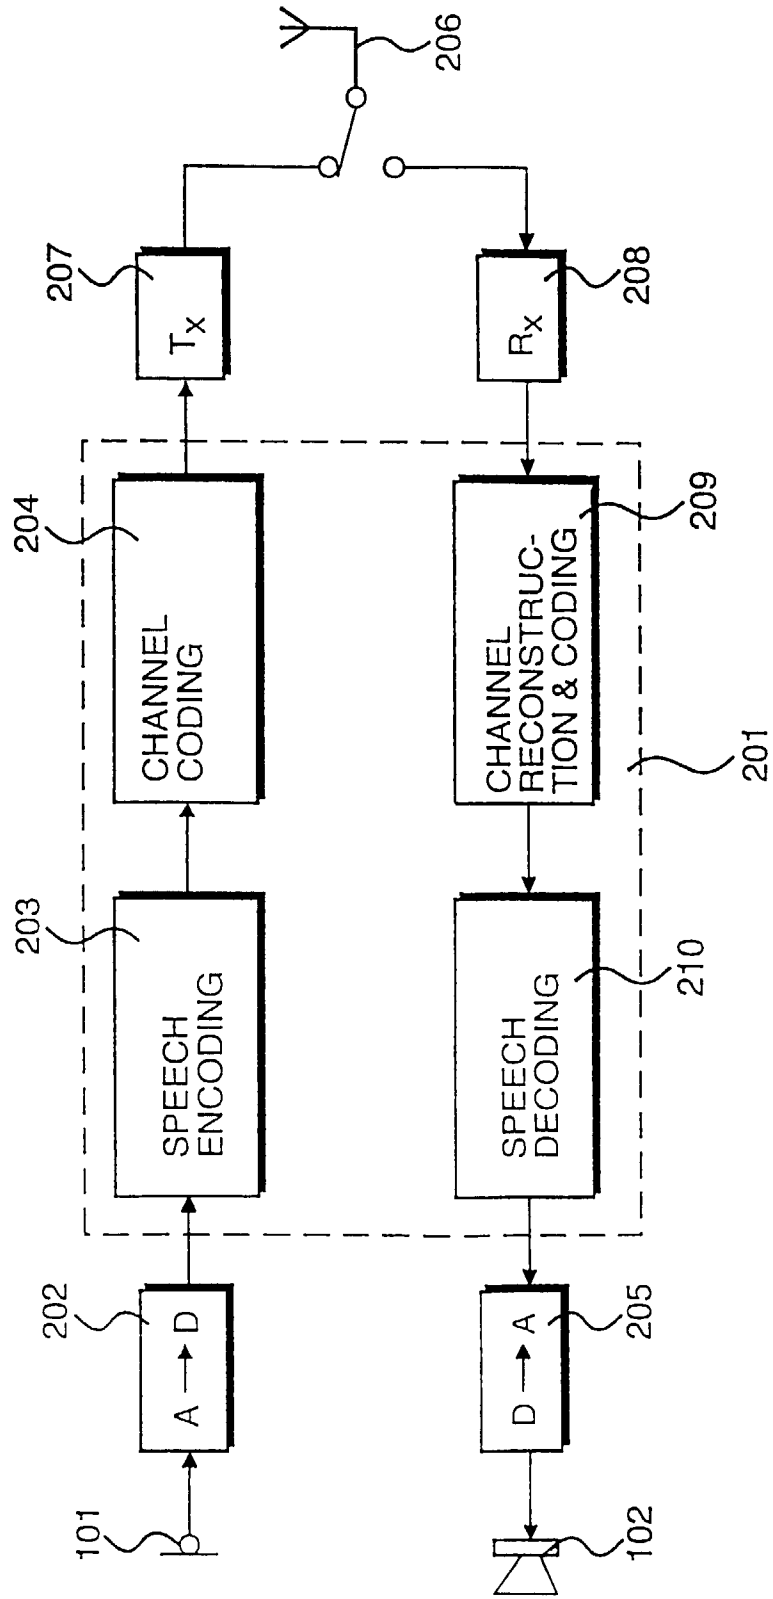 101
202
A → D
203
SPEECH
ENCODING
204
CHANNEL
CODING
207
TX
206
102
205
D → A
210
SPEECH
DECODING
209
CHANNEL
RECONSTRUC-
TION & CODING
208
RX
201